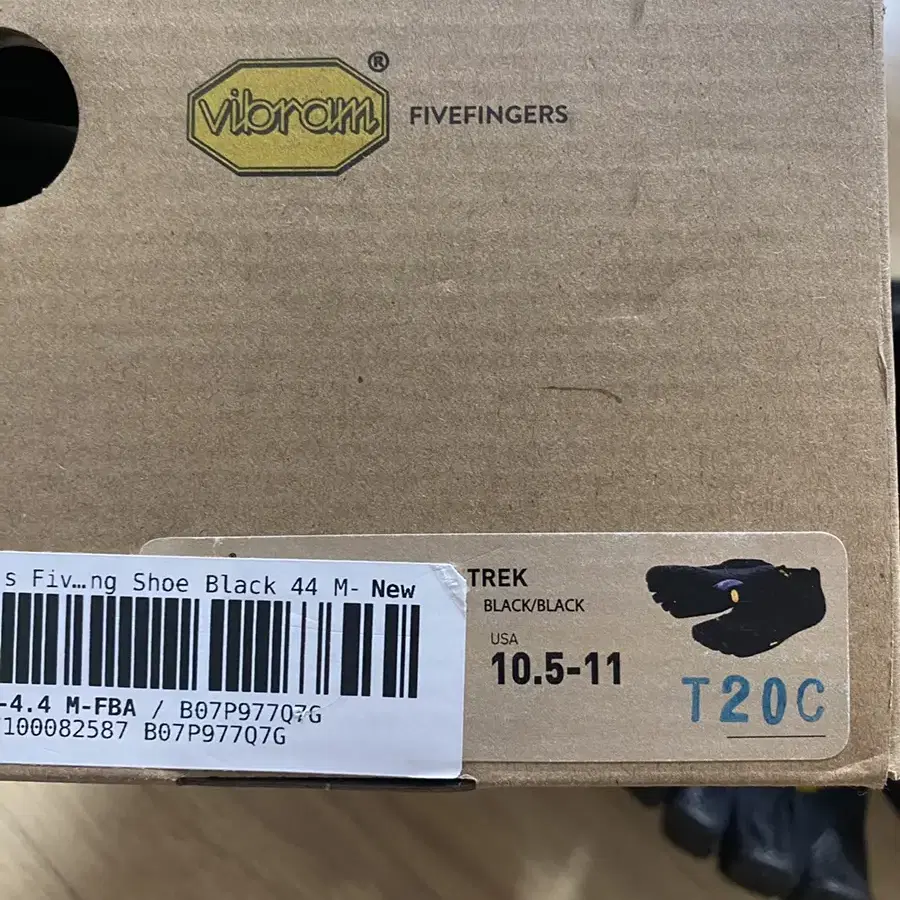 vibram® FIVEFINGERS
s Fiv…ng Shoe Black 44 M- New
-4.4 M-FBA / B07P977Q7G
100082587 B07P977Q7G
TREK
BLACK/BLACK
USA
10.5-11
T20C